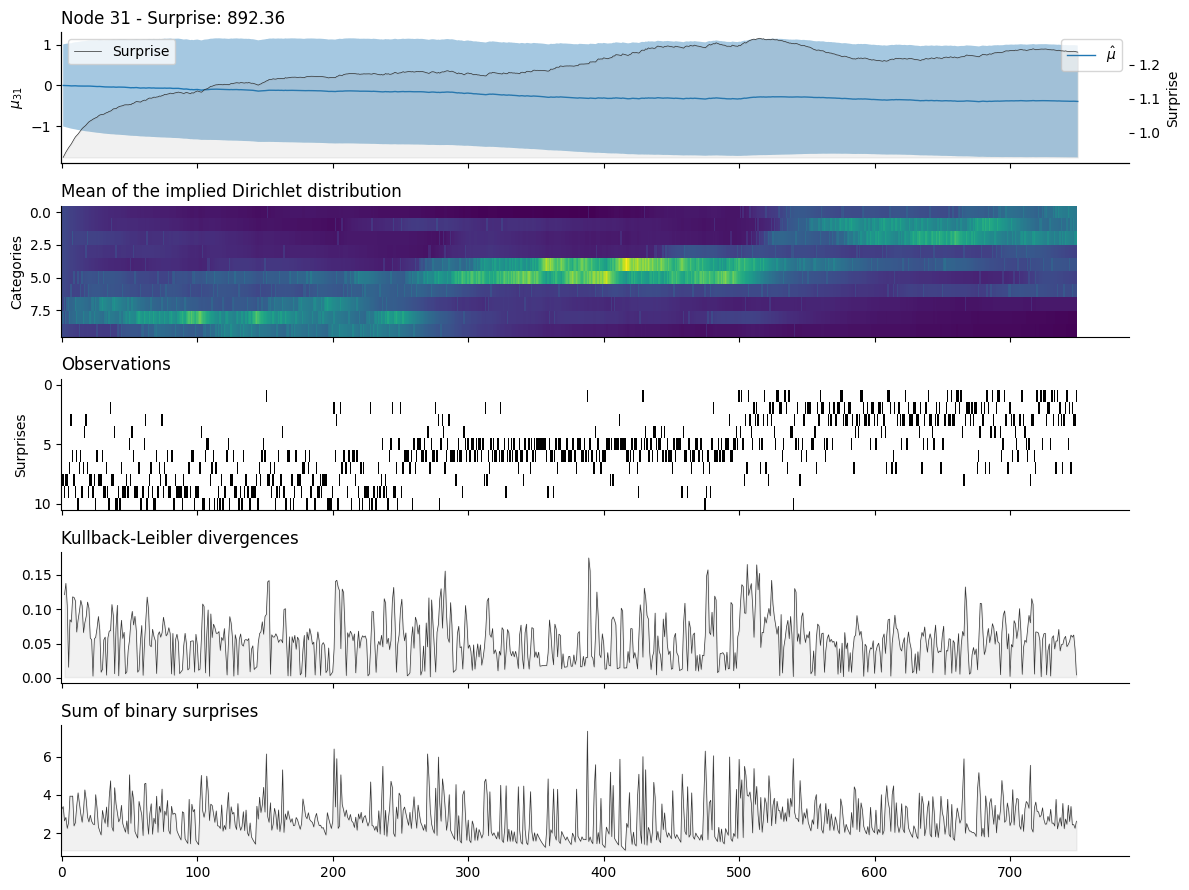 Node 31 - Surprise: 892.36
1
0
−1
μ31
Surprise
μ̂
1.2
1.1
1.0
Surprise
Mean of the implied Dirichlet distribution
0.0
2.5
5.0
7.5
Categories
Observations
0
5
10
Surprises
Kullback-Leibler divergences
0.15
0.10
0.05
0.00
Sum of binary surprises
6
4
2
0 100 200 300 400 500 600 700